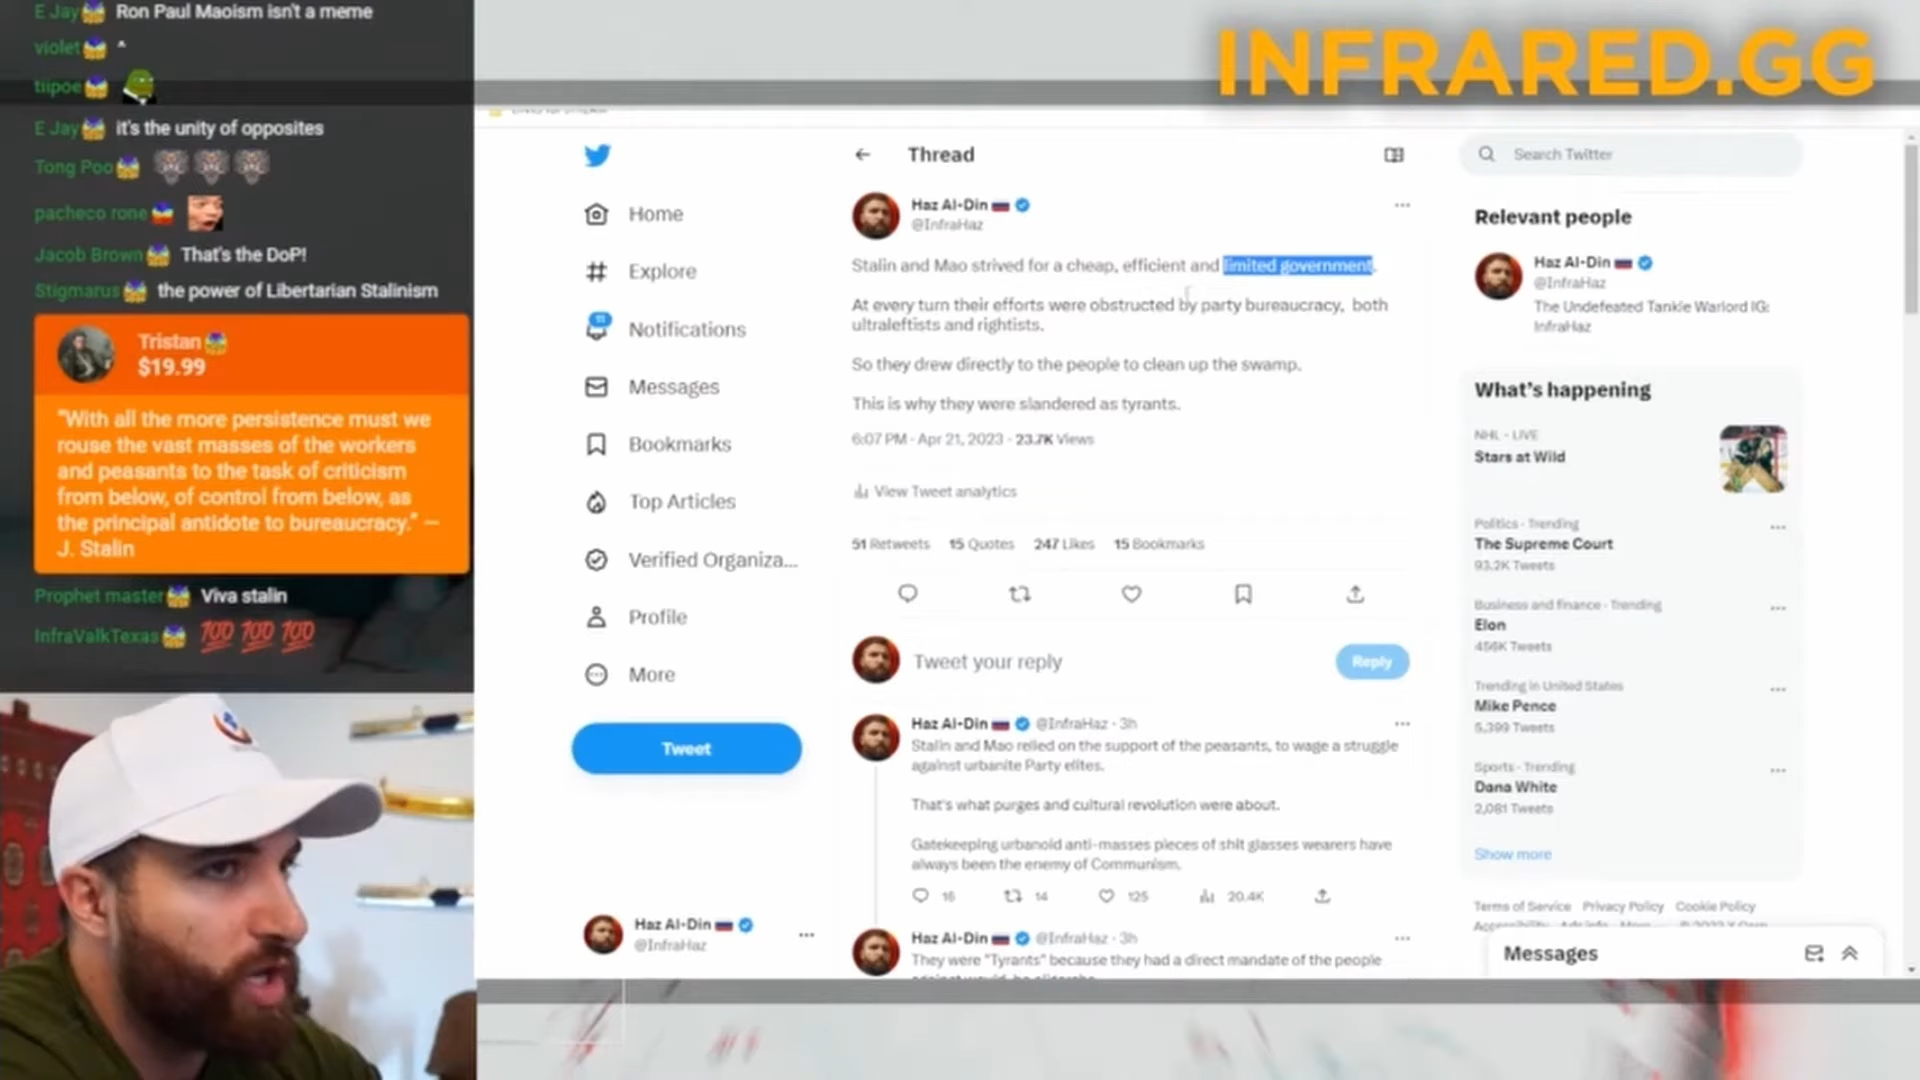 E Jay Ron Paul Maoism isn't a meme
violet ^
tiipoe
E Jay it's the unity of opposites
Tong Poo
pacheco rone
Jacob Brown That's the DoP!
Stigmarus the power of Libertarian Stalinism
Tristan
$19.99
"With all the more persistence must we
rouse the vast masses of the workers
and peasants to the task of criticism
from below, of control from below, as
the principal antidote to bureaucracy." —
J. Stalin
Prophet master Viva stalin
InfraValkTexas 100 100 100
INFRARED.GG
Home
Explore
11
Notifications
Messages
Bookmarks
Top Articles
Verified Organiza...
Profile
More
Tweet
Haz Al-Din
@InfraHaz
Thread
Haz Al-Din
@InfraHaz
Stalin and Mao strived for a cheap, efficient and limited government.
At every turn their efforts were obstructed by party bureaucracy, both
ultraleftists and rightists.
So they drew directly to the people to clean up the swamp.
This is why they were slandered as tyrants.
6:07 PM · Apr 21, 2023 · 23.7K Views
View Tweet analytics
51 Retweets 15 Quotes 247 Likes 15 Bookmarks
Tweet your reply
Reply
Haz Al-Din @InfraHaz · 3h
Stalin and Mao relied on the support of the peasants, to wage a struggle
against urbanite Party elites.
That's what purges and cultural revolution were about.
Gatekeeping urbanoid anti-masses pieces of shit glasses wearers have
always been the enemy of Communism.
16 14 125 20.4K
Haz Al-Din @InfraHaz · 3h
They were "Tyrants" because they had a direct mandate of the people
Search Twitter
Relevant people
Haz Al-Din
@InfraHaz
The Undefeated Tankie Warlord IG:
InfraHaz
What's happening
NHL · LIVE
Stars at Wild
Politics · Trending
The Supreme Court
93.2K Tweets
Business and finance · Trending
Elon
456K Tweets
Trending in United States
Mike Pence
5,399 Tweets
Sports · Trending
Dana White
2,081 Tweets
Show more
Terms of Service Privacy Policy Cookie Policy
Messages